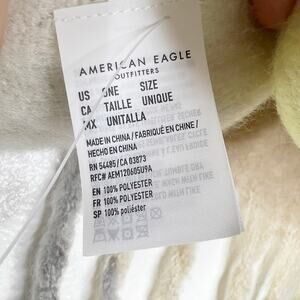 AMERICAN EAGLE
OUTFITTERS
US ONE SIZE
CA TAILLE UNIQUE
MX UNITALLA
MADE IN CHINA / FABRIQUÉ EN CHINE /
HECHO EN CHINA
RN 54485/CA 03873
RFC# AEM120605U9A
EN 100% POLYESTER
FR 100% POLYESTER
SP 100% poliéster